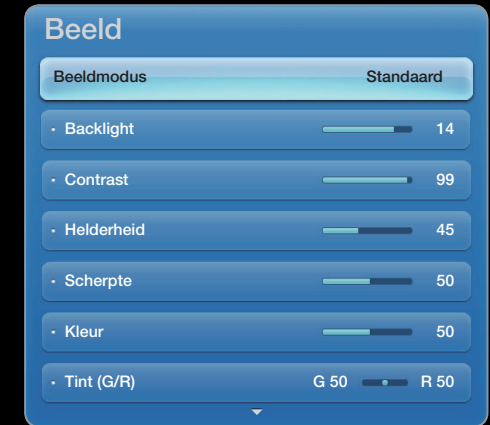 Beeld
Beeldmodus Standaard
· Backlight 14
· Contrast 99
· Helderheid 45
· Scherpte 50
· Kleur 50
· Tint (G/R) G 50 R 50